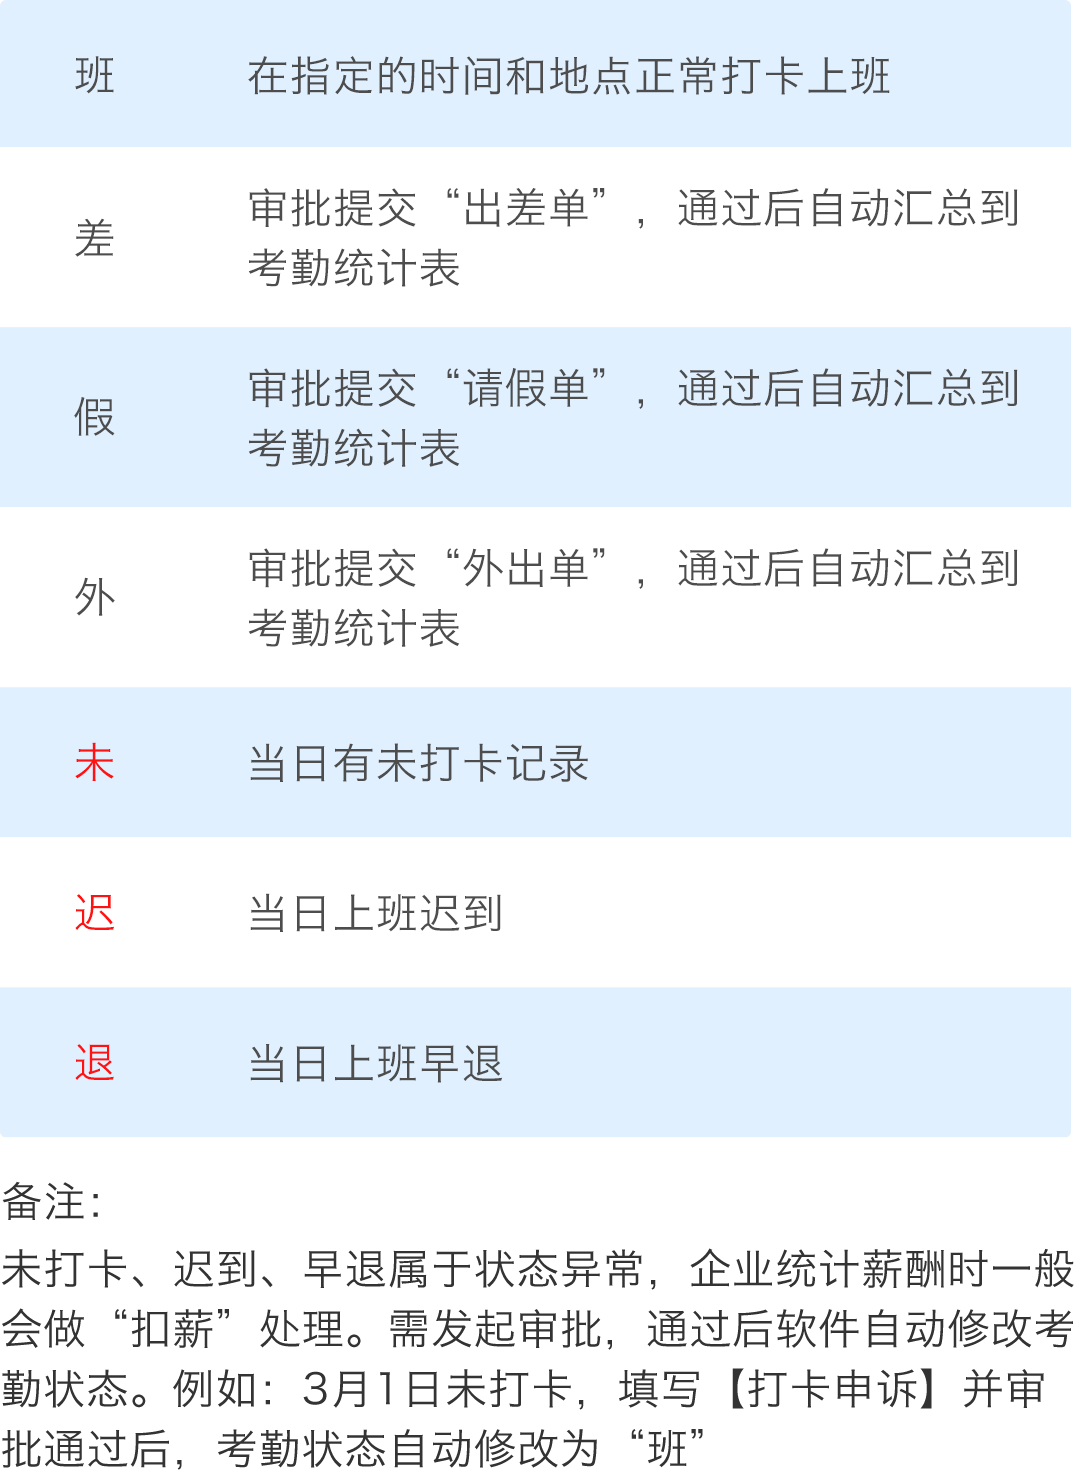 班 在指定的时间和地点正常打卡上班
差 审批提交“出差单”，通过后自动汇总到
考勤统计表
假 审批提交“请假单”，通过后自动汇总到
考勤统计表
外 审批提交“外出单”，通过后自动汇总到
考勤统计表
未 当日有未打卡记录
迟 当日上班迟到
退 当日上班早退
备注：
未打卡、迟到、早退属于状态异常，企业统计薪酬时一般
会做“扣薪”处理。需发起审批，通过后软件自动修改考
勤状态。例如：3月1日未打卡，填写【打卡申诉】并审
批通过后，考勤状态自动修改为“班”